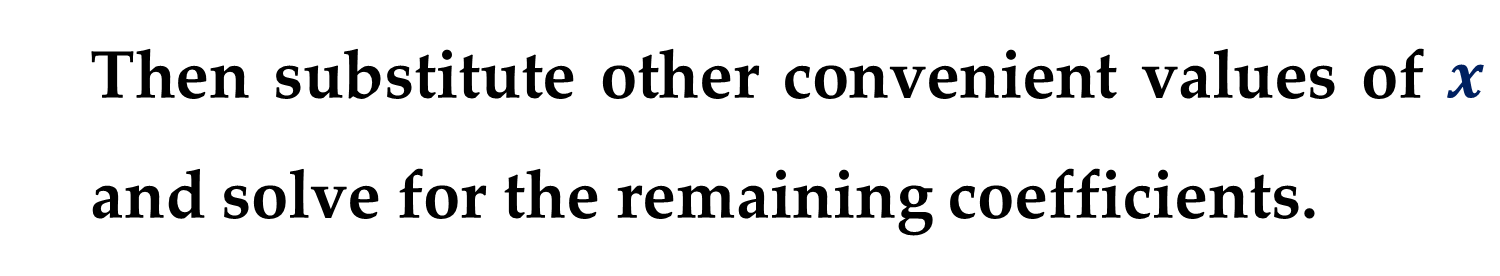 Then substitute other convenient values of x
and solve for the remaining coefficients.